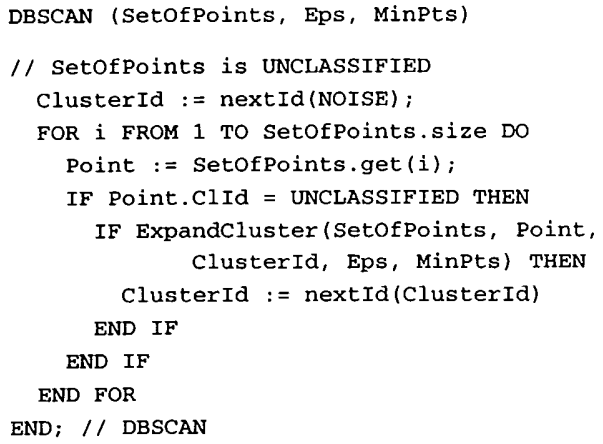 DBSCAN (SetOfPoints, Eps, MinPts)
// SetOfPoints is UNCLASSIFIED
ClusterId := nextId(NOISE);
FOR i FROM 1 TO SetOfPoints.size DO
Point := SetOfPoints.get(i);
IF Point.ClId = UNCLASSIFIED THEN
IF ExpandCluster(SetOfPoints, Point,
ClusterId, Eps, MinPts) THEN
ClusterId := nextId(ClusterId)
END IF
END IF
END FOR
END; // DBSCAN